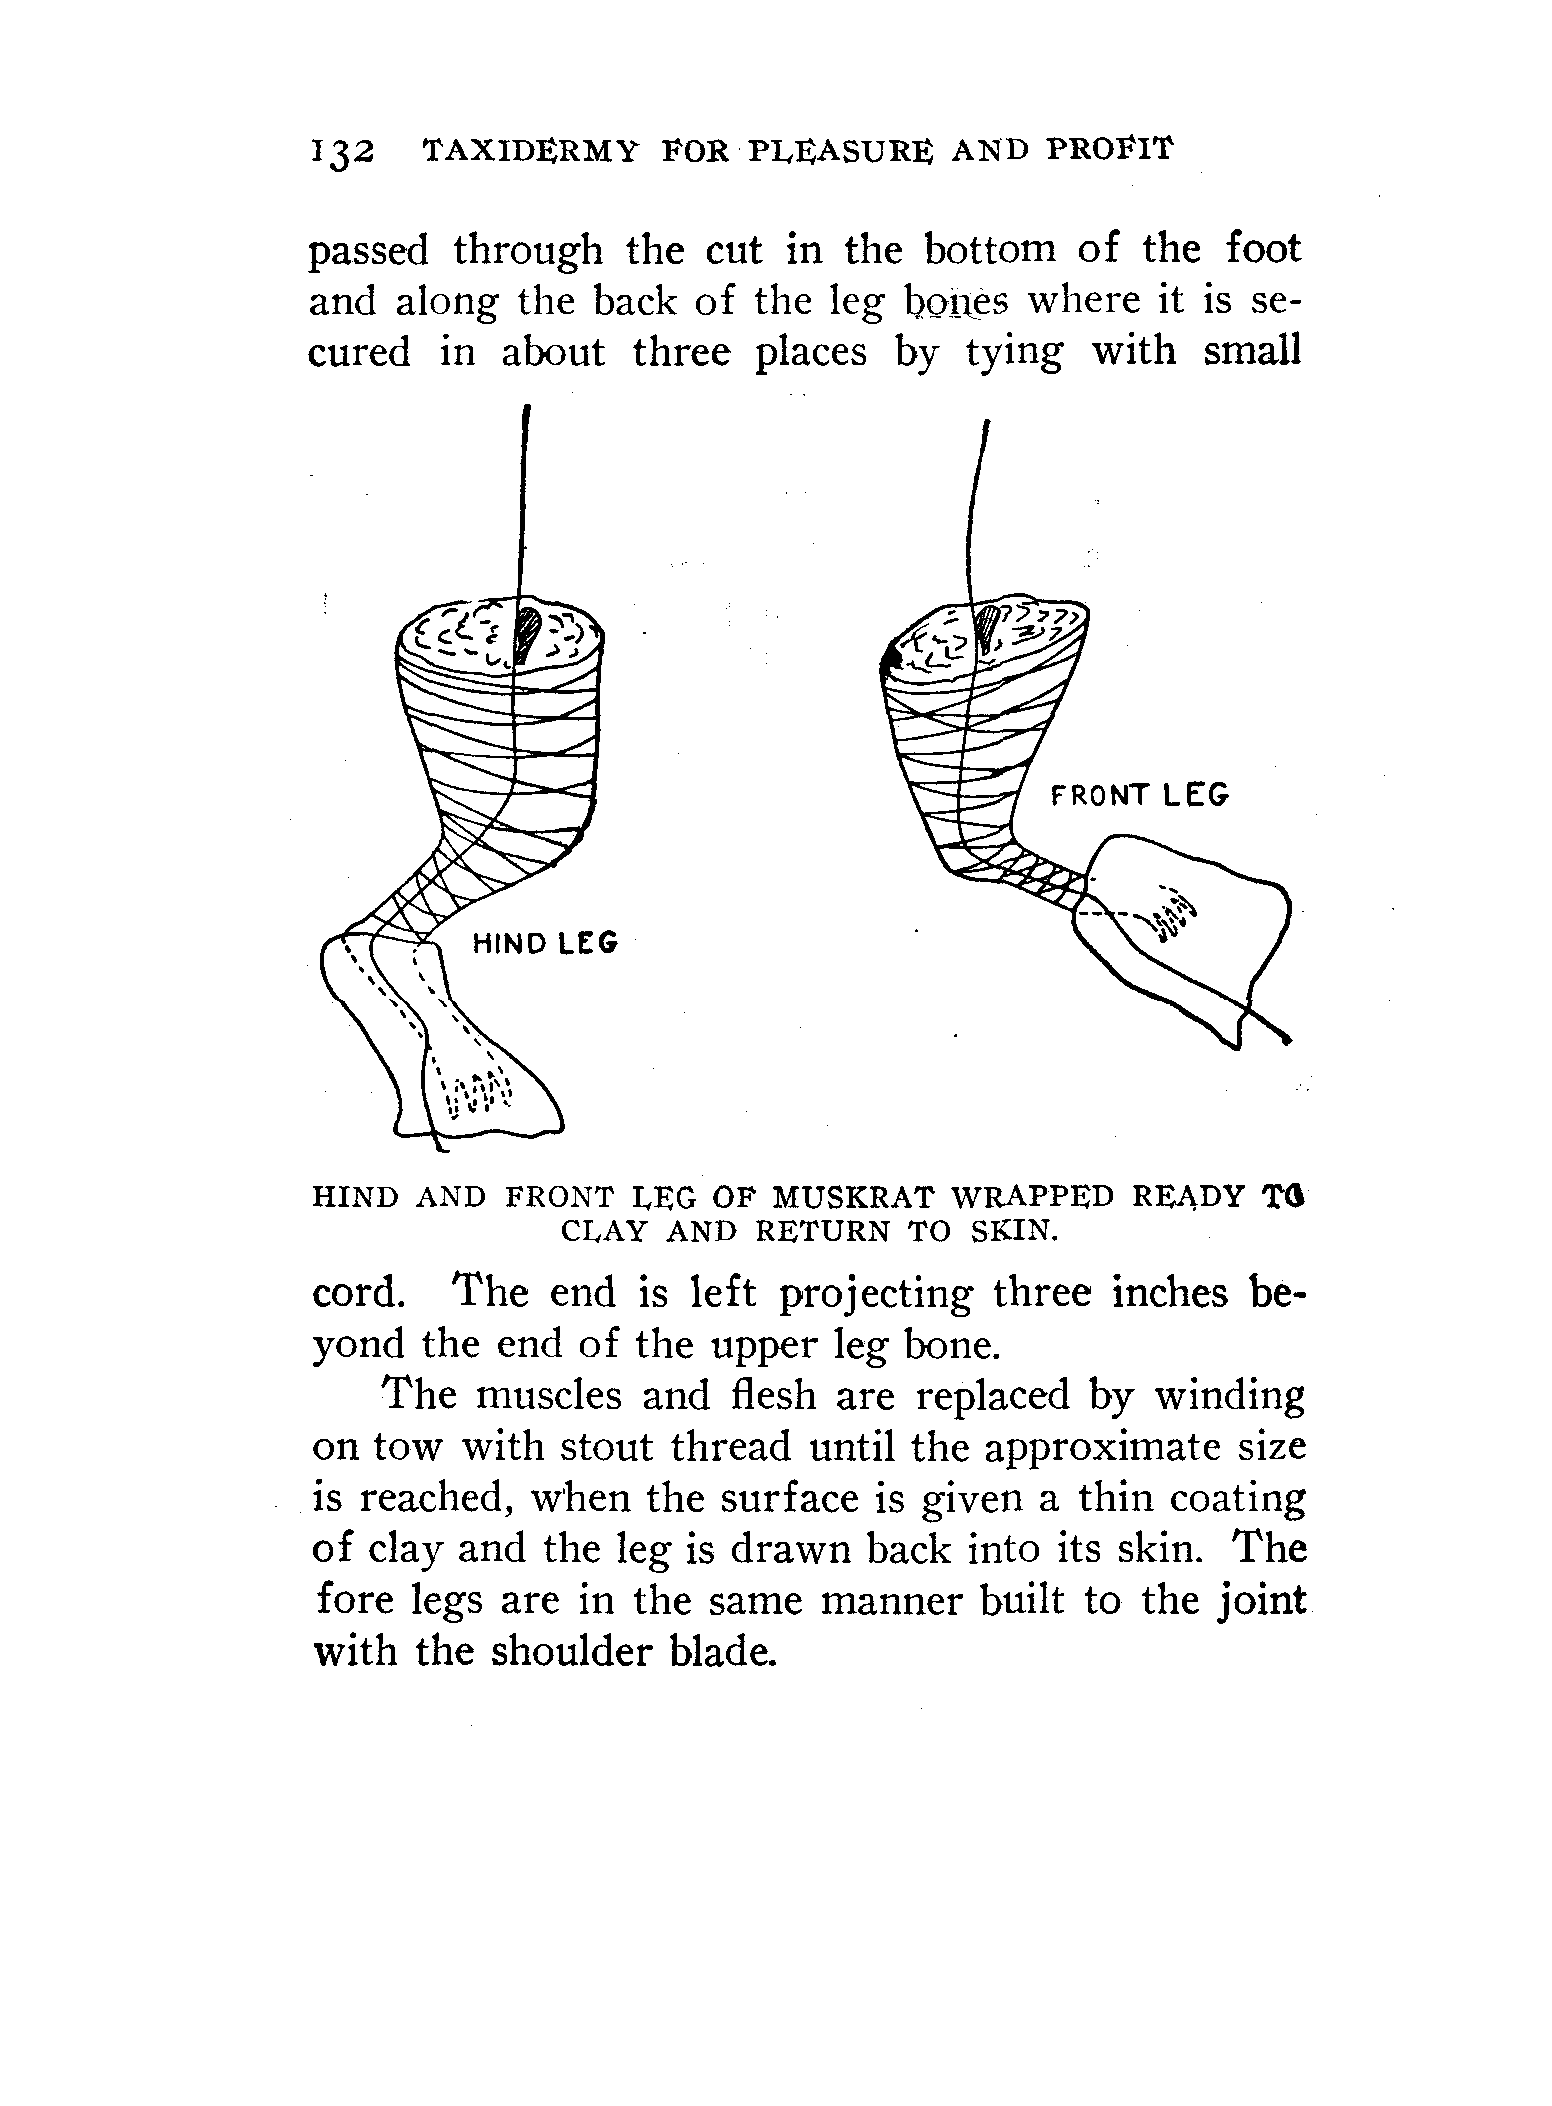 132 TAXIDERMY FOR PLEASURE AND PROFIT
passed through the cut in the bottom of the foot
and along the back of the leg bones where it is se-
cured in about three places by tying with small
FRONT LEG
HIND LEG
HIND AND FRONT LEG OF MUSKRAT WRAPPED READY TO
CLAY AND RETURN TO SKIN.
cord. The end is left projecting three inches be-
yond the end of the upper leg bone.
The muscles and flesh are replaced by winding
on tow with stout thread until the approximate size
is reached, when the surface is given a thin coating
of clay and the leg is drawn back into its skin. The
fore legs are in the same manner built to the joint
with the shoulder blade.